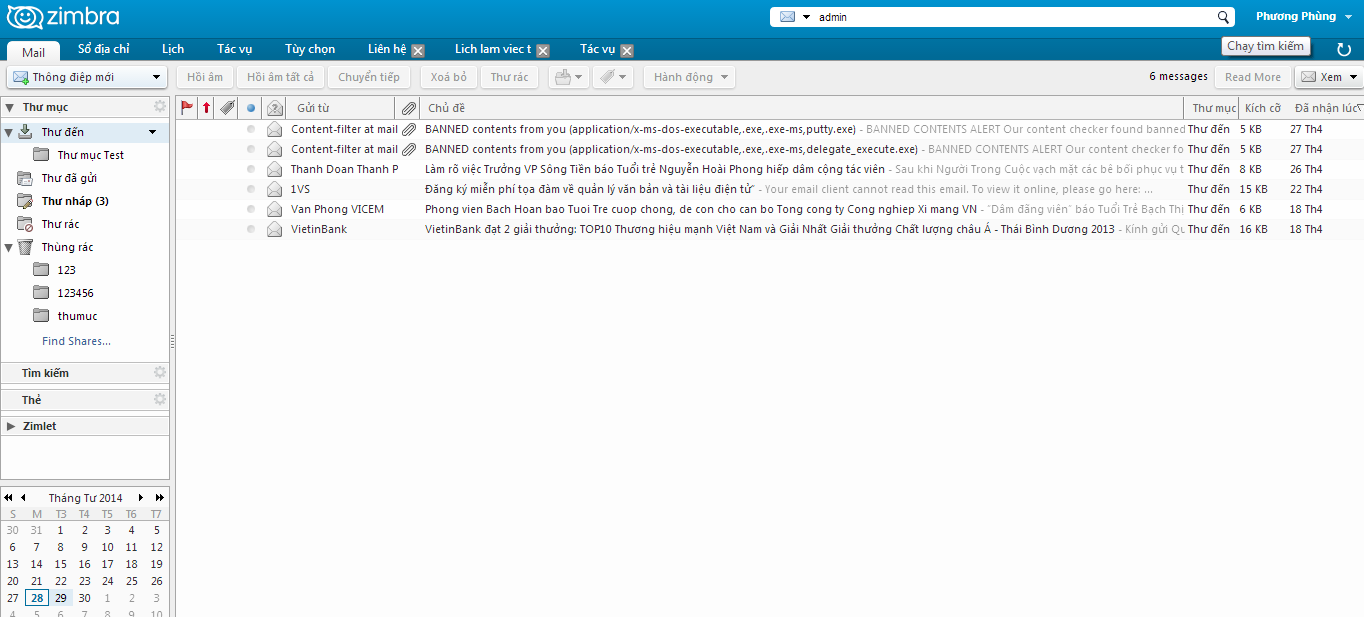 zimbra
admin
Phương Phùng
Mail
Sổ địa chỉ
Lịch
Tác vụ
Tùy chọn
Liên hệ
Lich lam viec t
Tác vụ
Chạy tìm kiếm
Thông điệp mới
Hồi âm
Hồi âm tất cả
Chuyển tiếp
Xoá bỏ
Thư rác
Hành động
6 messages
Read More
Xem
Thư mục
Gửi từ
Chủ đề
Thư mục
Kích cỡ
Đã nhận lúc
Thư đến
Thư mục Test
Thư đã gửi
Thư nháp (3)
Thư rác
Thùng rác
123
123456
thumuc
Find Shares...
Tìm kiếm
Thẻ
Zimlet
Content-filter at mail BANNED contents from you (application/x-ms-dos-executable,.exe,.exe-ms,putty.exe) - BANNED CONTENTS ALERT Our content checker found banned Thư đến 5 KB 27 Th4
Content-filter at mail BANNED contents from you (application/x-ms-dos-executable,.exe,.exe-ms,delegate_execute.exe) - BANNED CONTENTS ALERT Our content checker fo Thư đến 5 KB 27 Th4
Thanh Doan Thanh P Làm rõ việc Trưởng VP Sông Tiền báo Tuổi trẻ Nguyễn Hoài Phong hiếp dâm cộng tác viên - Sau khi Người Trong Cuộc vạch mặt các bê bối phục vụ t Thư đến 8 KB 26 Th4
1VS Đăng ký miễn phí tọa đàm về quản lý văn bản và tài liệu điện tử" - Your email client cannot read this email. To view it online, please go here: ... Thư đến 15 KB 22 Th4
Van Phong VICEM Phong vien Bach Hoan bao Tuoi Tre cuop chong, de con cho can bo Tong cong ty Cong nghiep Xi mang VN - "Dâm đãng viên" báo Tuổi Trẻ Bạch Thị Thư đến 6 KB 18 Th4
VietinBank VietinBank đạt 2 giải thưởng: TOP10 Thương hiệu mạnh Việt Nam và Giải Nhất Giải thưởng Chất lượng châu Á - Thái Bình Dương 2013 - Kính gửi Qu Thư đến 16 KB 18 Th4
Tháng Tư 2014
S M T3 T4 T5 T6 T7
30 31 1 2 3 4 5
6 7 8 9 10 11 12
13 14 15 16 17 18 19
20 21 22 23 24 25 26
27 28 29 30 1 2 3
4 5 6 7 8 9 10